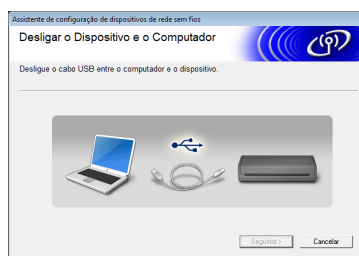 Assistente de configuração de dispositivos de rede sem fios
Desligar o Dispositivo e o Computador
Desligue o cabo USB entre o computador e o dispositivo.
Seguinte >
Cancelar